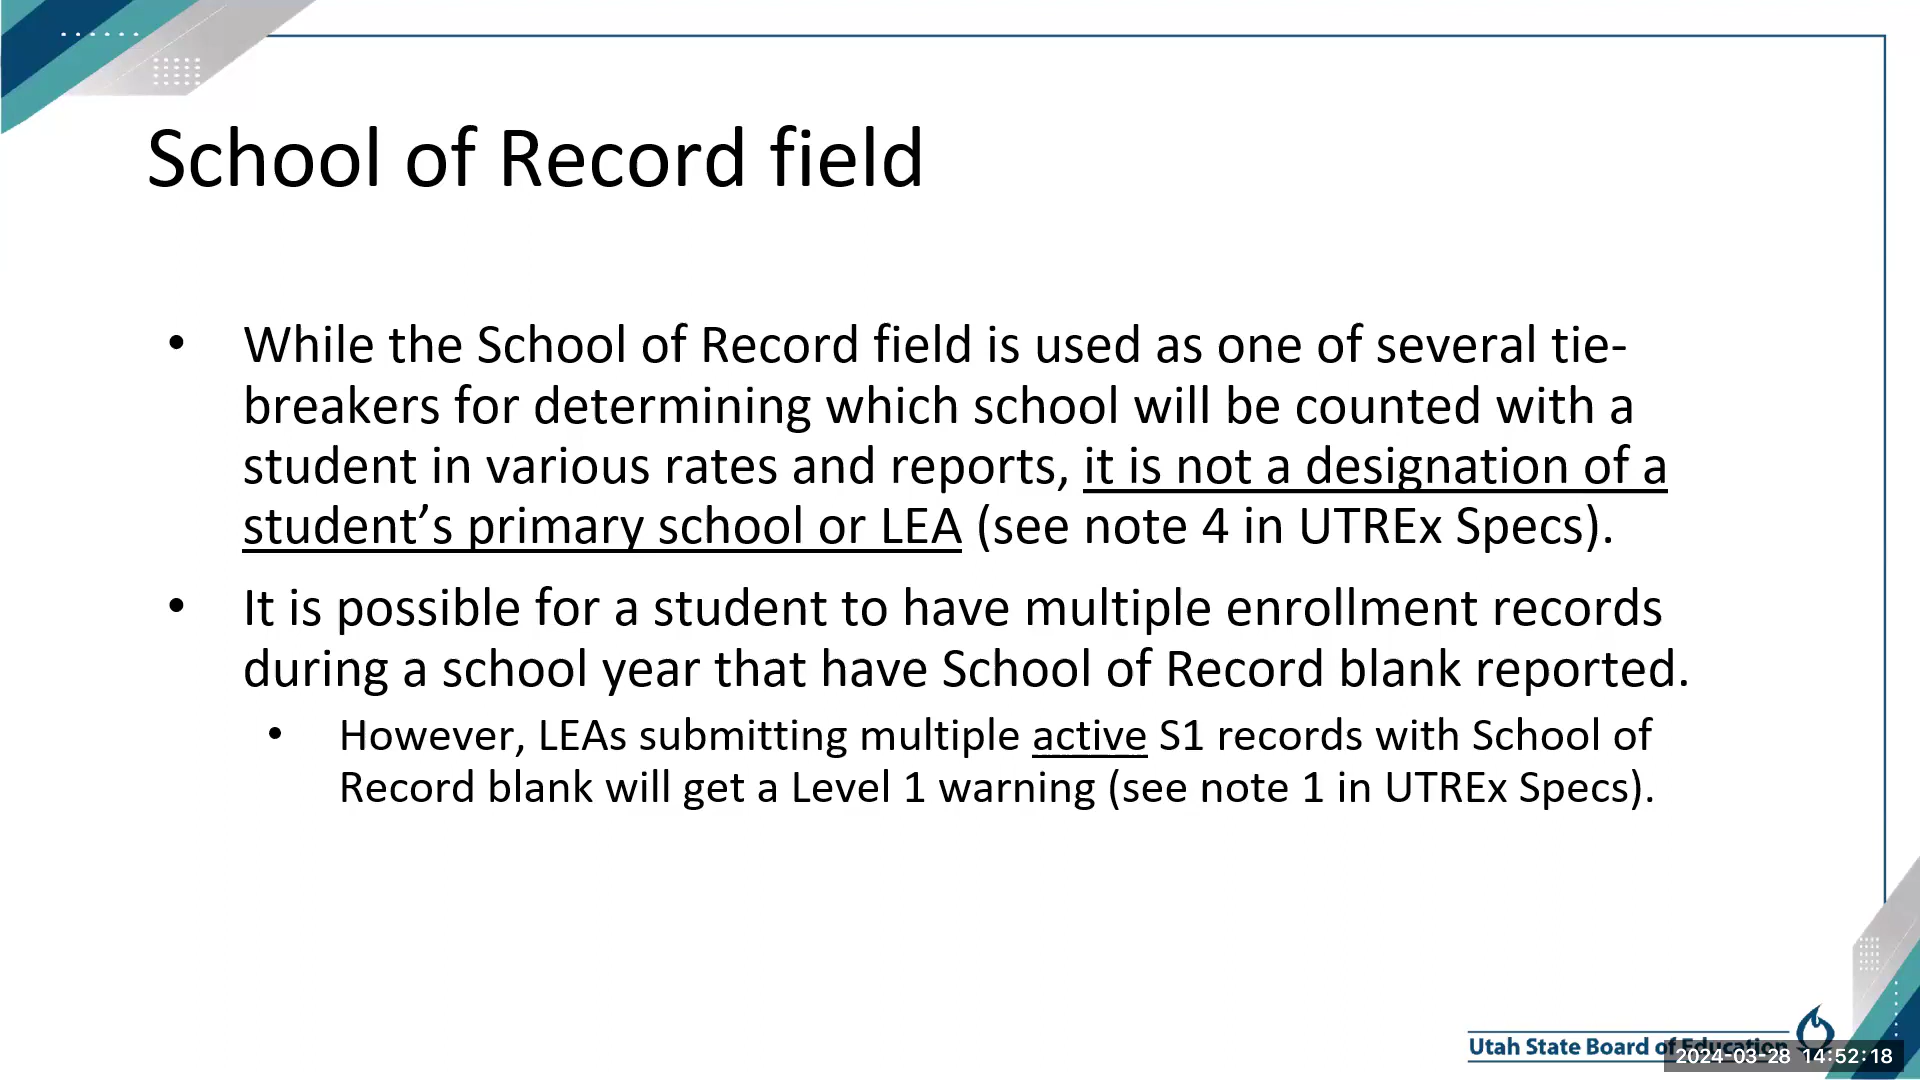 School of Record field
• While the School of Record field is used as one of several tie-
breakers for determining which school will be counted with a
student in various rates and reports, it is not a designation of a
student’s primary school or LEA (see note 4 in UTREx Specs).
• It is possible for a student to have multiple enrollment records
during a school year that have School of Record blank reported.
• However, LEAs submitting multiple active S1 records with School of
Record blank will get a Level 1 warning (see note 1 in UTREx Specs).
Utah State Board of Education
2024-03-28 14:52:18